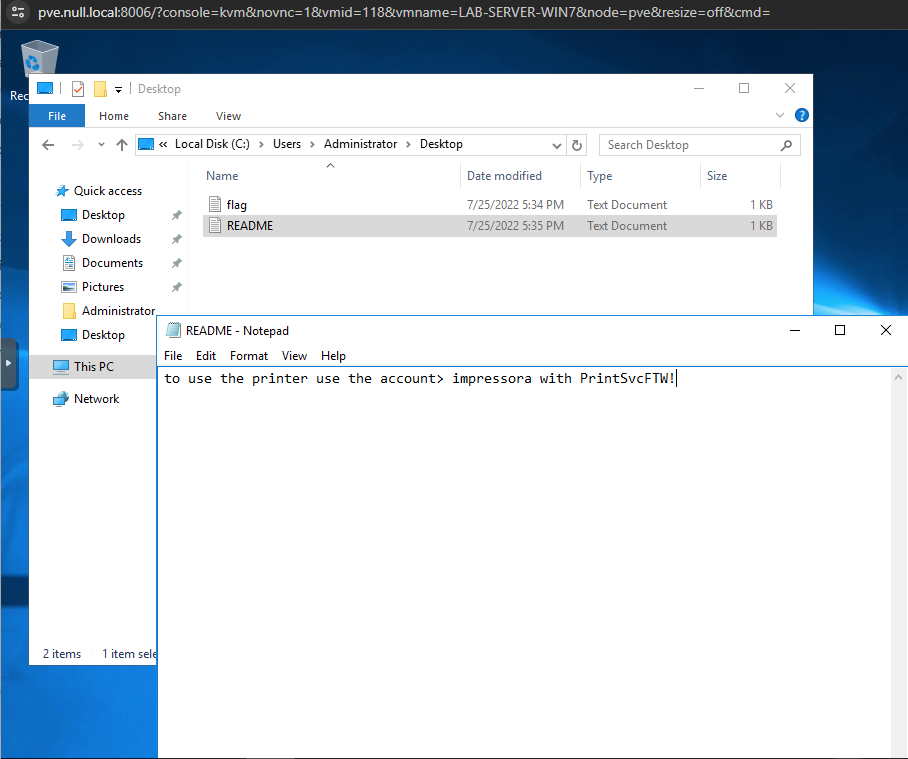 pve.null.local:8006/?console=kvm&novnc=1&vmid=118&vmname=LAB-SERVER-WIN7&node=pve&resize=off&cmd=
Rec
Desktop
File Home Share View
« Local Disk (C:) > Users > Administrator > Desktop
Search Desktop
Name Date modified Type Size
Quick access
Desktop
Downloads
Documents
Pictures
Administrator
Desktop
This PC
Network
flag 7/25/2022 5:34 PM Text Document 1 KB
README 7/25/2022 5:35 PM Text Document 1 KB
2 items 1 item sele
README - Notepad
File Edit Format View Help
to use the printer use the account> impressora with PrintSvcFTW!